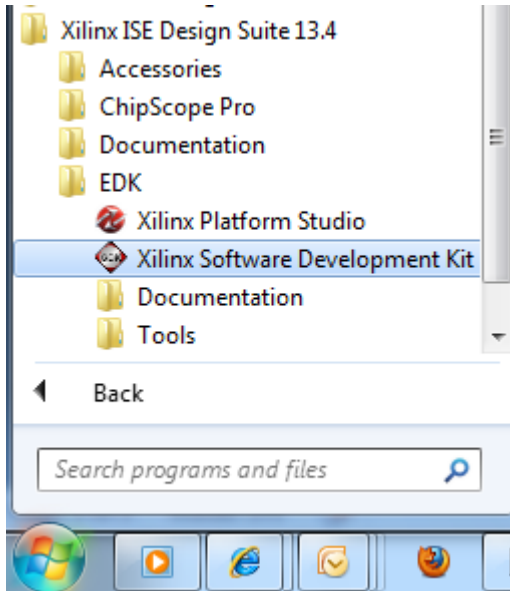 Xilinx ISE Design Suite 13.4
Accessories
ChipScope Pro
Documentation
EDK
Xilinx Platform Studio
Xilinx Software Development Kit
Documentation
Tools
Back
Search programs and files